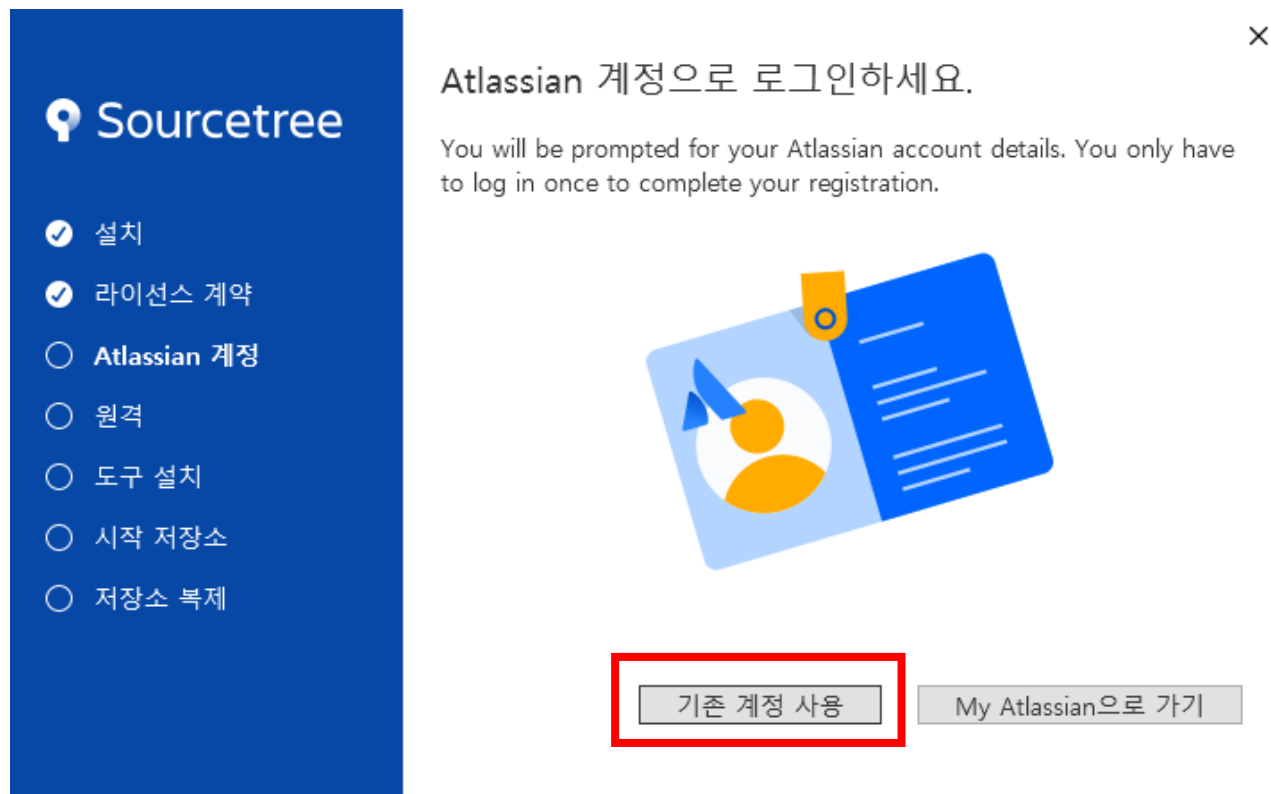 Sourcetree
설치
라이선스 계약
Atlassian 계정
원격
도구 설치
시작 저장소
저장소 복제
Atlassian 계정으로 로그인하세요.
You will be prompted for your Atlassian account details. You only have
to log in once to complete your registration.
기존 계정 사용
My Atlassian으로 가기